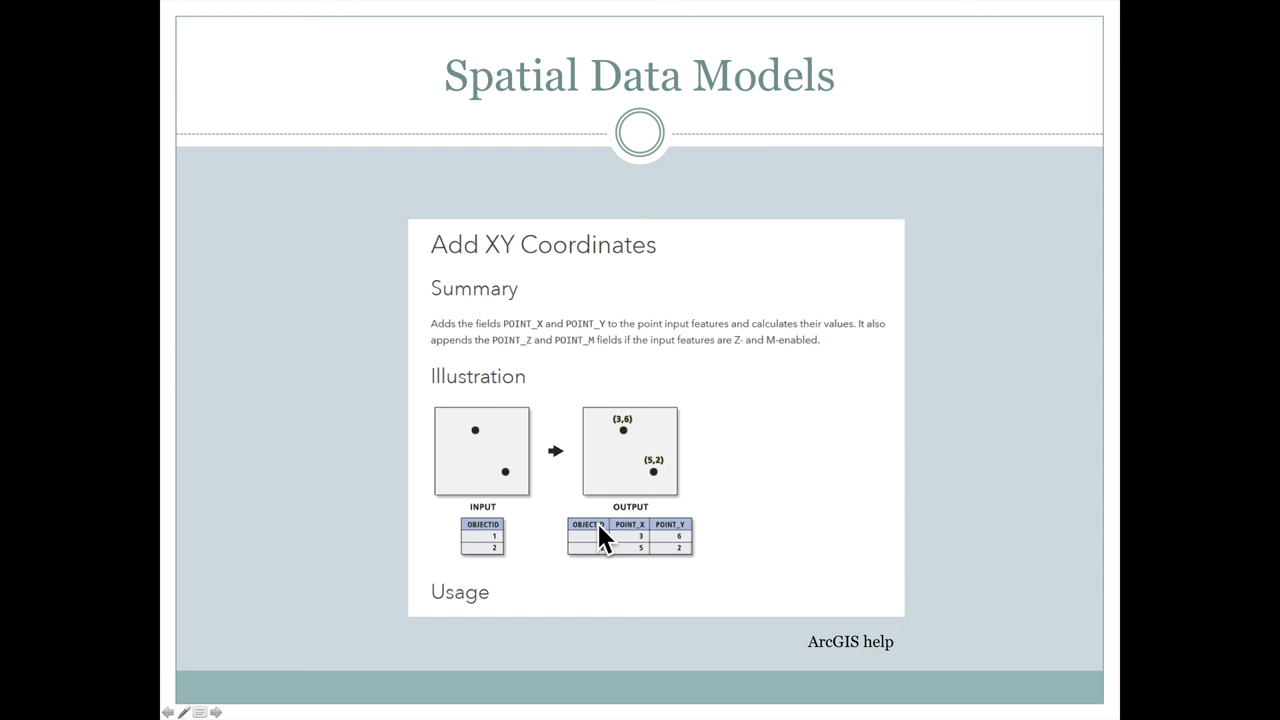 Spatial Data Models
Add XY Coordinates
Summary
Adds the fields POINT_X and POINT_Y to the point input features and calculates their values. It also
appends the POINT_Z and POINT_M fields if the input features are Z- and M-enabled.
Illustration
(3,6)
(5,2)
INPUT
OUTPUT
OBJECTID
1
2
OBJECTID POINT_X POINT_Y
3 6
5 2
Usage
ArcGIS help